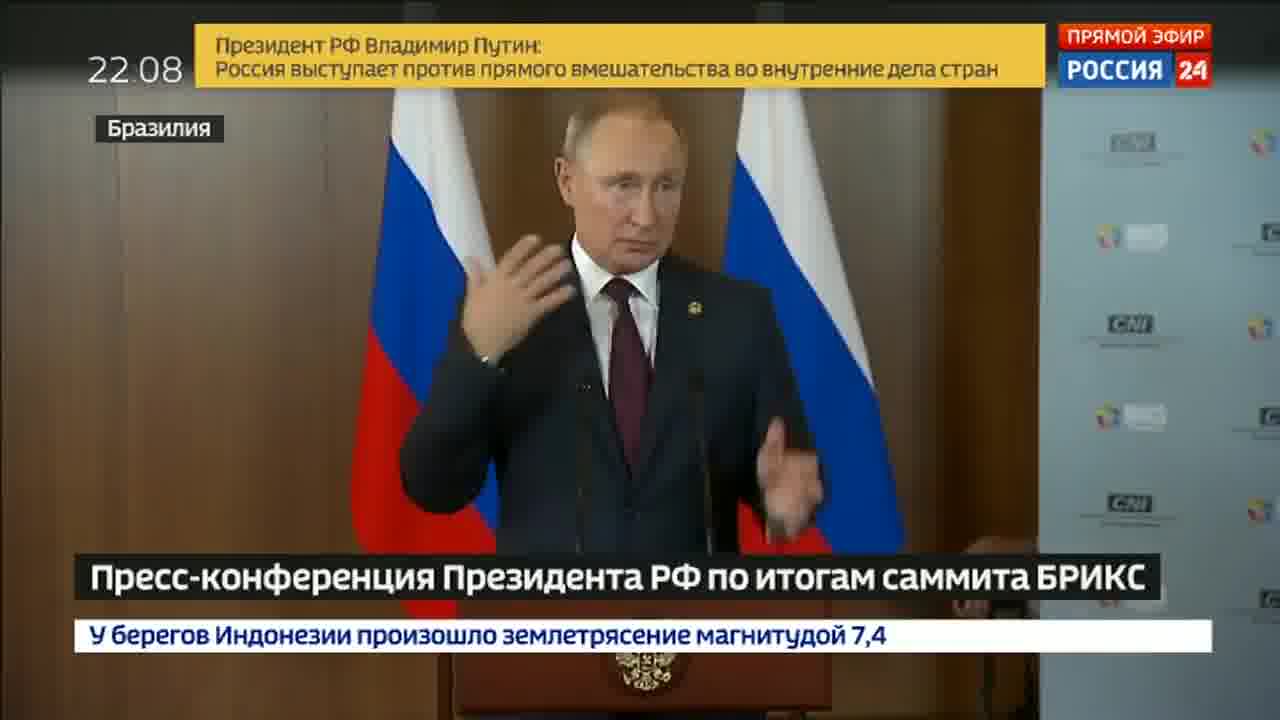 22.08
Президент РФ Владимир Путин:
Россия выступает против прямого вмешательства во внутренние дела стран
ПРЯМОЙ ЭФИР
РОССИЯ 24
Бразилия
CNI
CNI
CNI
Пресс-конференция Президента РФ по итогам саммита БРИКС
У берегов Индонезии произошло землетрясение магнитудой 7,4